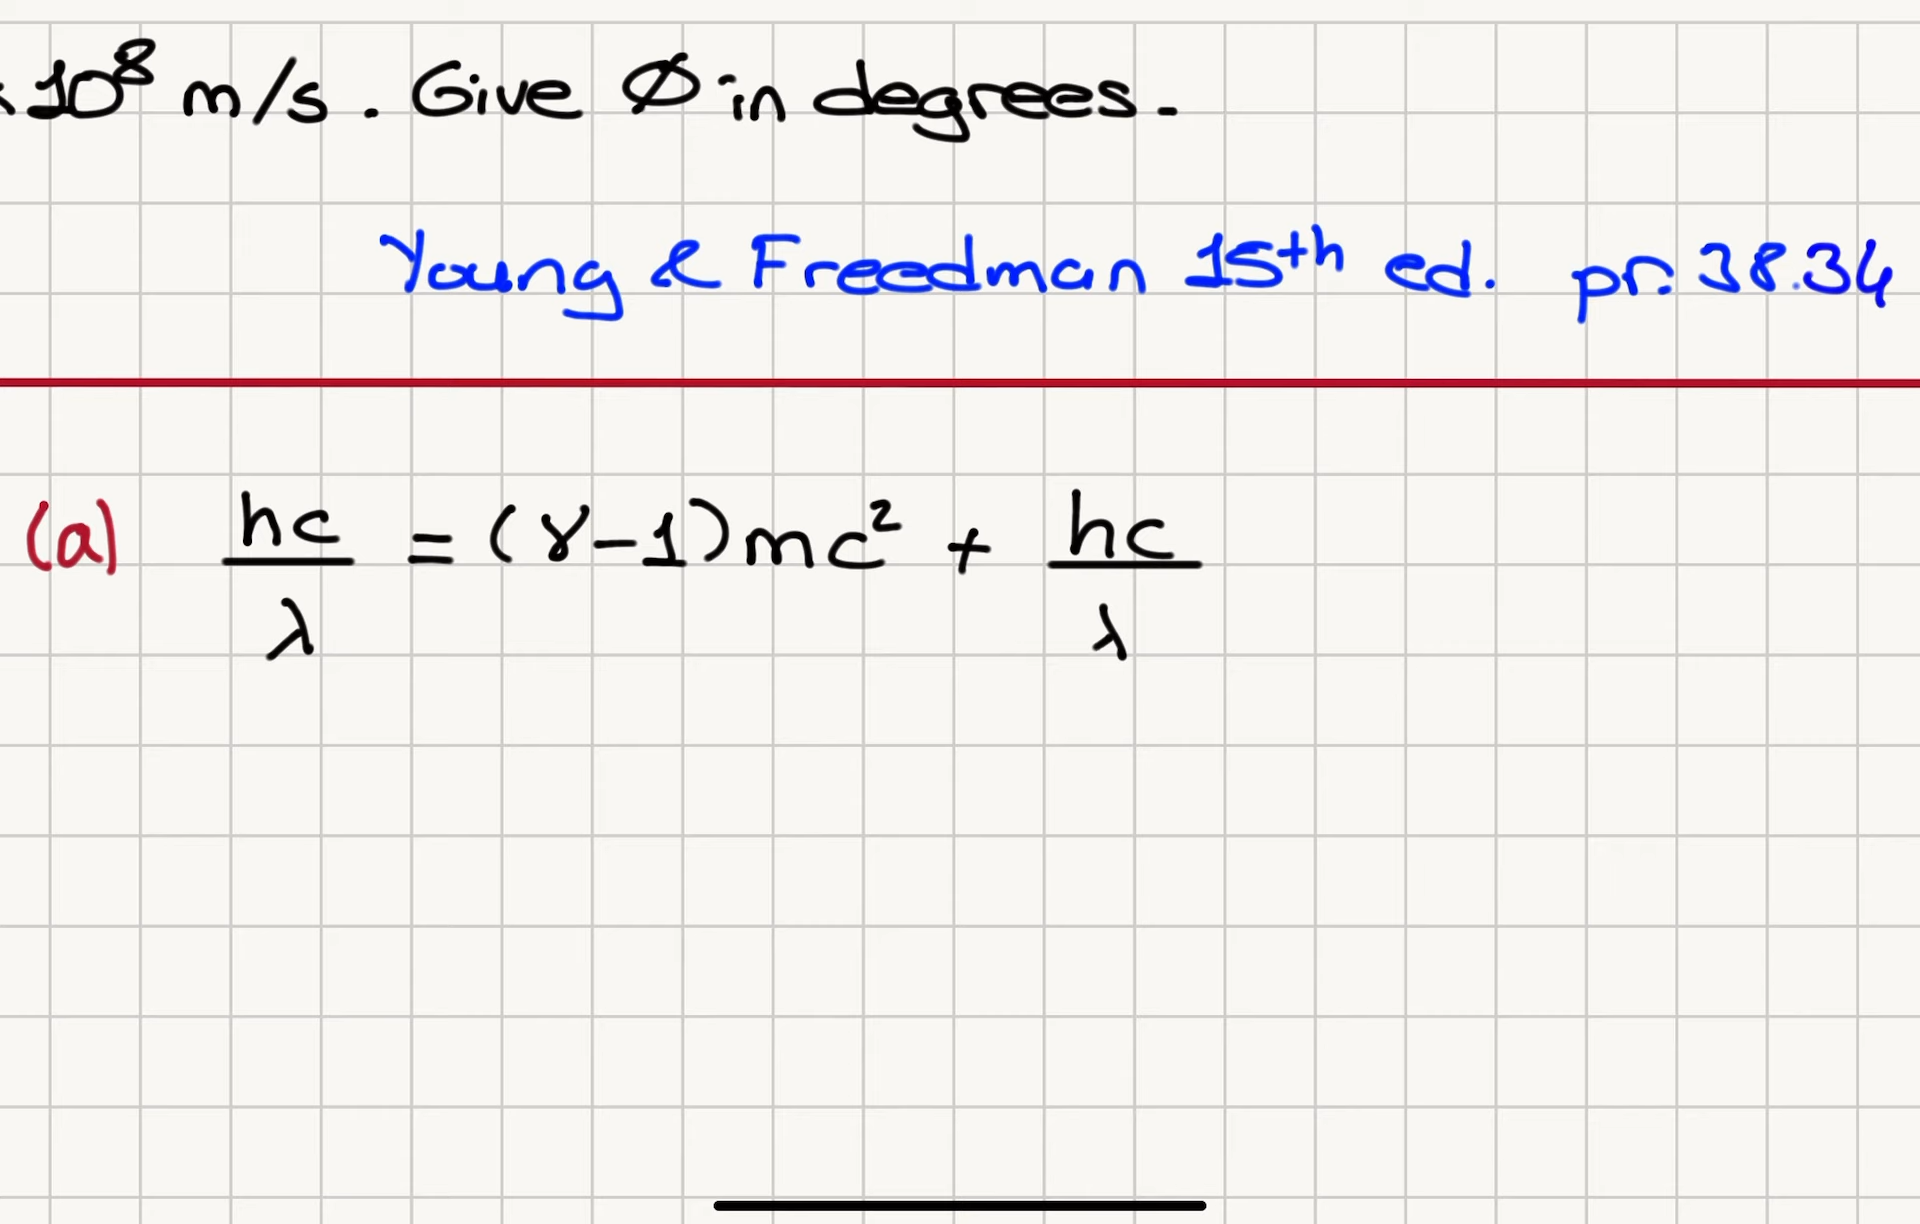 10⁸ m/s. Give Ø in degrees.
Young & Freedman 15th ed. pr. 38.34
(a) hc/λ = (γ-1)mc² + hc/λ